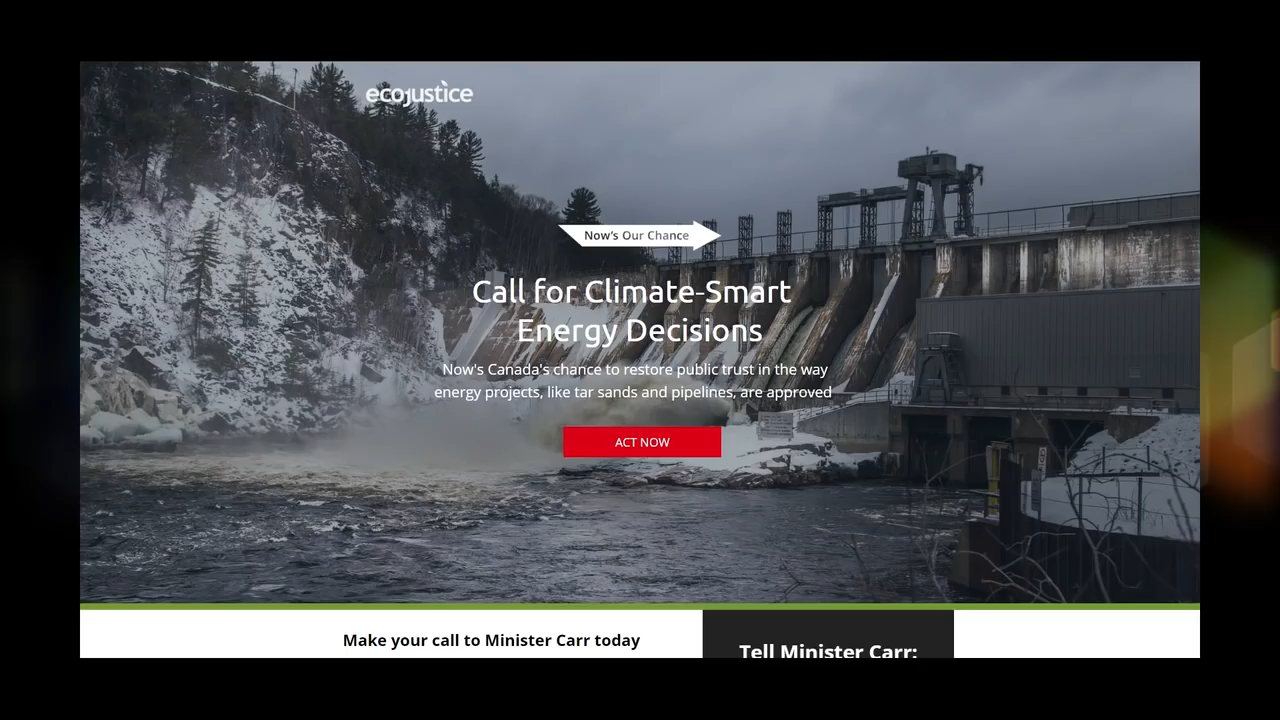 ecojustice
Now's Our Chance
Call for Climate-Smart
Energy Decisions
Now's Canada's chance to restore public trust in the way
energy projects, like tar sands and pipelines, are approved
ACT NOW
Make your call to Minister Carr today
Tell Minister Carr: